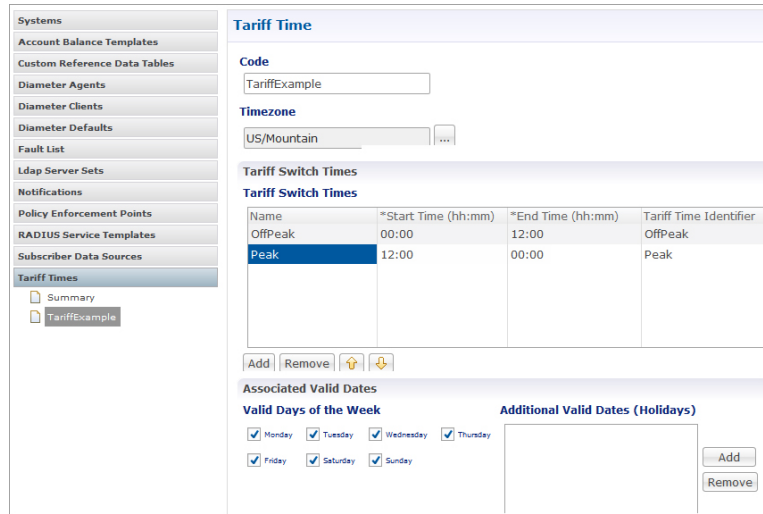 Systems
Account Balance Templates
Custom Reference Data Tables
Diameter Agents
Diameter Clients
Diameter Defaults
Fault List
Ldap Server Sets
Notifications
Policy Enforcement Points
RADIUS Service Templates
Subscriber Data Sources
Tariff Times
Summary
TariffExample
Tariff Time
Code
TariffExample
Timezone
US/Mountain ...
Tariff Switch Times
Tariff Switch Times
Name *Start Time (hh:mm) *End Time (hh:mm) Tariff Time Identifier
OffPeak 00:00 12:00 OffPeak
Peak 12:00 00:00 Peak
Add Remove
Associated Valid Dates
Valid Days of the Week Additional Valid Dates (Holidays)
Monday Tuesday Wednesday Thursday
Friday Saturday Sunday
Add
Remove